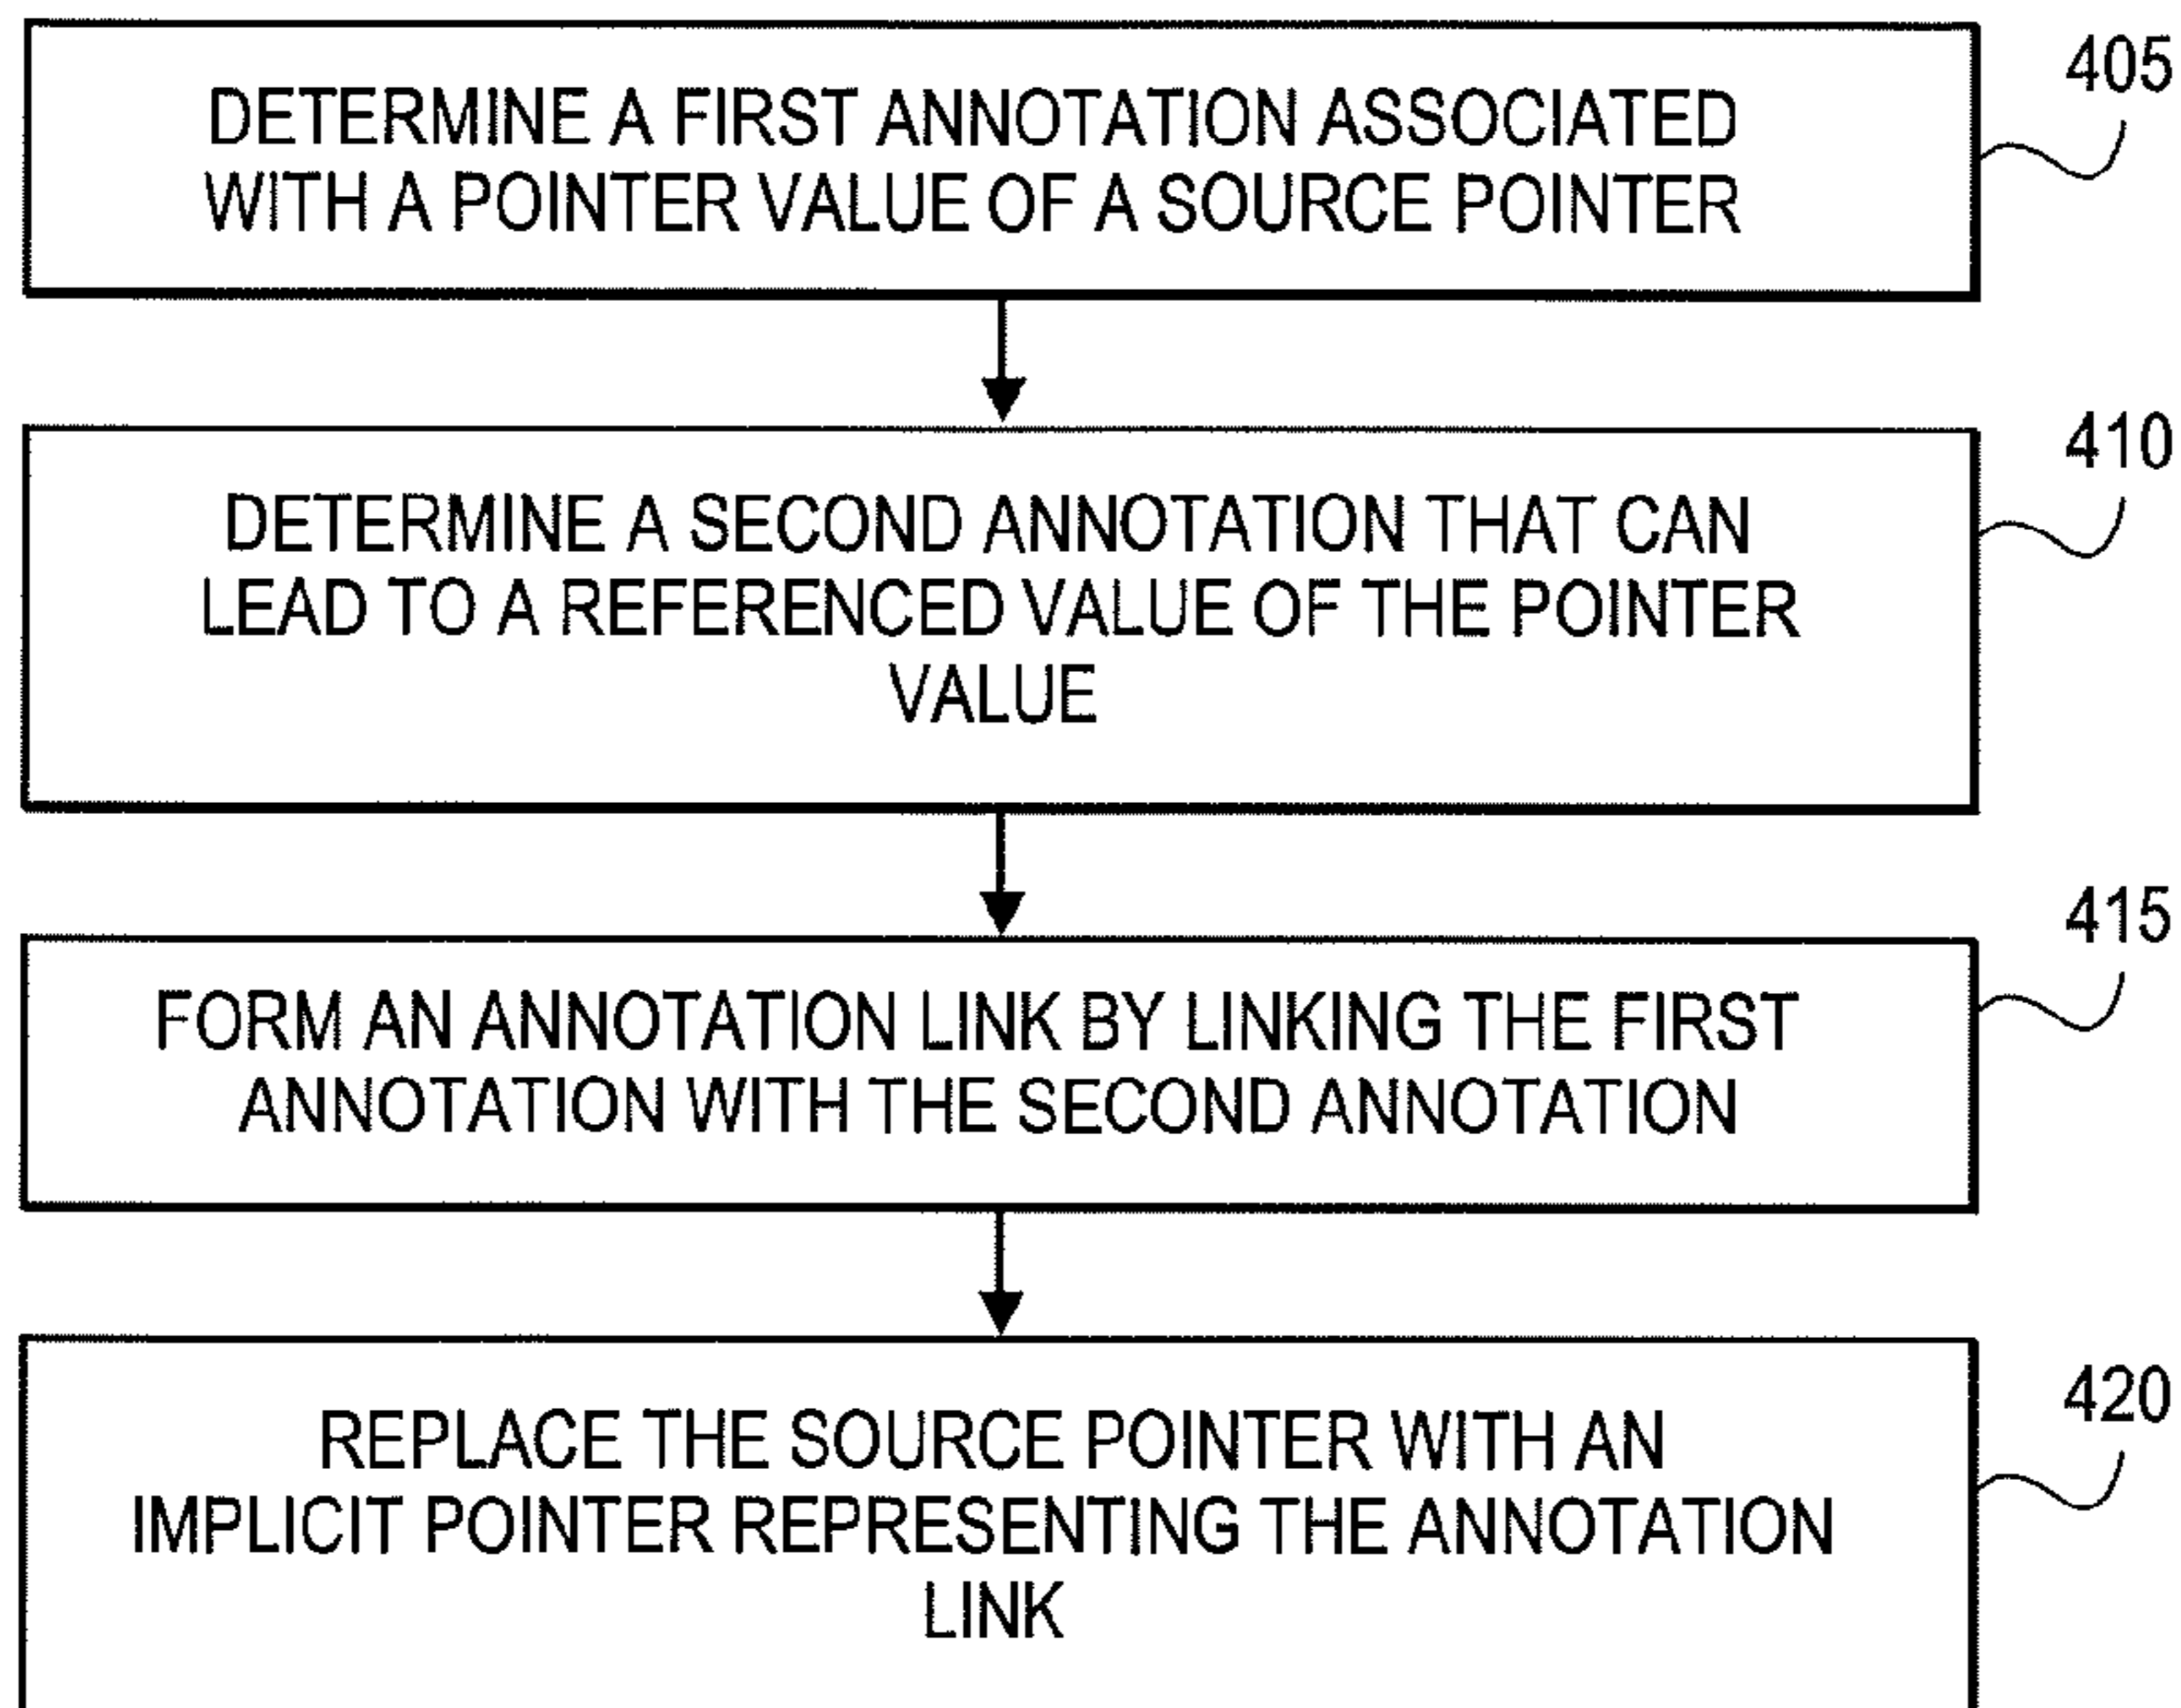 DETERMINE A FIRST ANNOTATION ASSOCIATED
WITH A POINTER VALUE OF A SOURCE POINTER
405
DETERMINE A SECOND ANNOTATION THAT CAN
LEAD TO A REFERENCED VALUE OF THE POINTER
VALUE
410
FORM AN ANNOTATION LINK BY LINKING THE FIRST
ANNOTATION WITH THE SECOND ANNOTATION
415
REPLACE THE SOURCE POINTER WITH AN
IMPLICIT POINTER REPRESENTING THE ANNOTATION
LINK
420